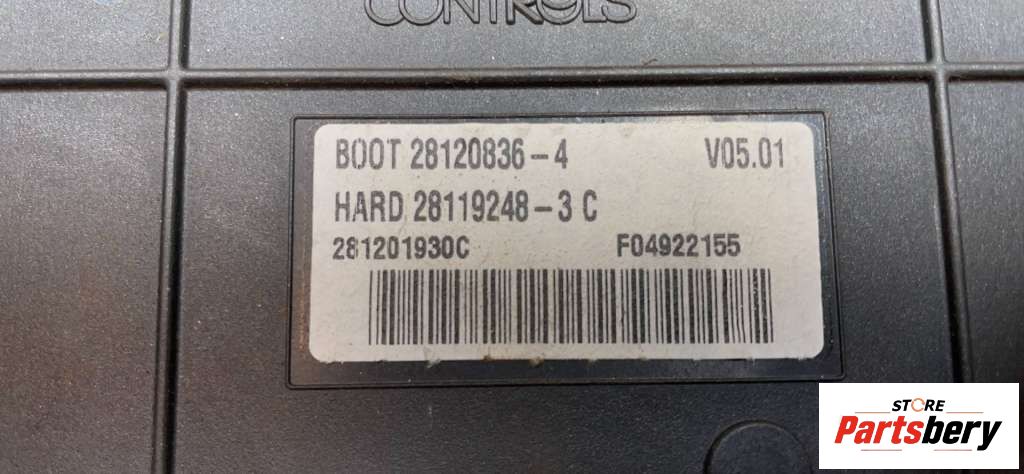 CONTROLS
BOOT 28120836-4 V05.01
HARD 28119248-3 C
281201930C F04922155
STORE
Partsbery